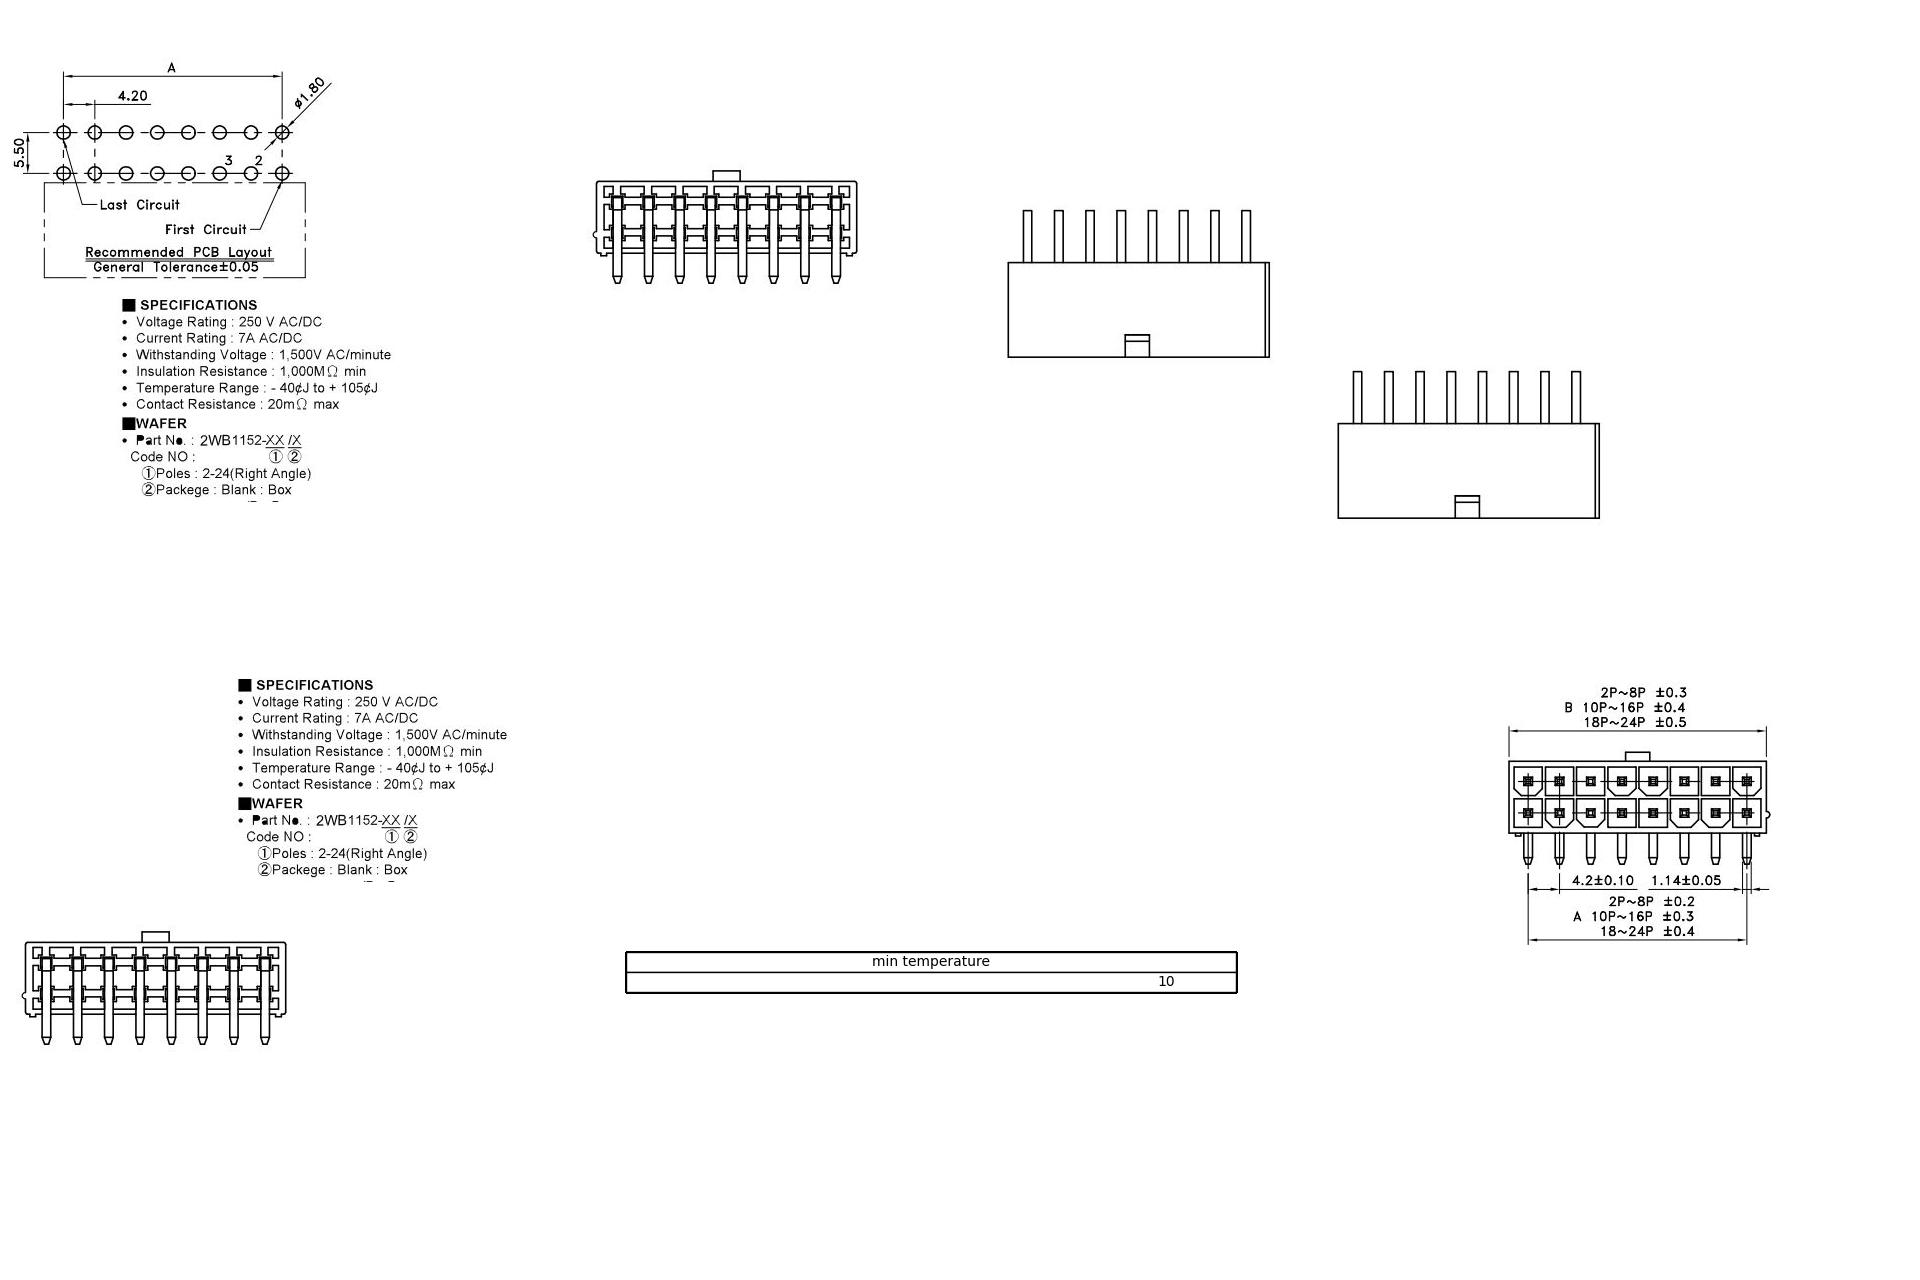 A
4.20
ø1.80
5.50
3 2
Last Circuit
First Circuit
Recommended PCB Layout
General Tolerance±0.05
■ SPECIFICATIONS
• Voltage Rating : 250 V AC/DC
• Current Rating : 7A AC/DC
• Withstanding Voltage : 1,500V AC/minute
• Insulation Resistance : 1,000MΩ min
• Temperature Range : - 40¢J to + 105¢J
• Contact Resistance : 20mΩ max
■WAFER
• Part No. : 2WB1152-XX /X
Code NO : ① ②
①Poles : 2-24(Right Angle)
②Packege : Blank : Box
■ SPECIFICATIONS
• Voltage Rating : 250 V AC/DC
• Current Rating : 7A AC/DC
• Withstanding Voltage : 1,500V AC/minute
• Insulation Resistance : 1,000MΩ min
• Temperature Range : - 40¢J to + 105¢J
• Contact Resistance : 20mΩ max
■WAFER
• Part No. : 2WB1152-XX /X
Code NO : ① ②
①Poles : 2-24(Right Angle)
②Packege : Blank : Box
2P~8P ±0.3
B 10P~16P ±0.4
18P~24P ±0.5
4.2±0.10 1.14±0.05
2P~8P ±0.2
A 10P~16P ±0.3
18~24P ±0.4
min temperature
10